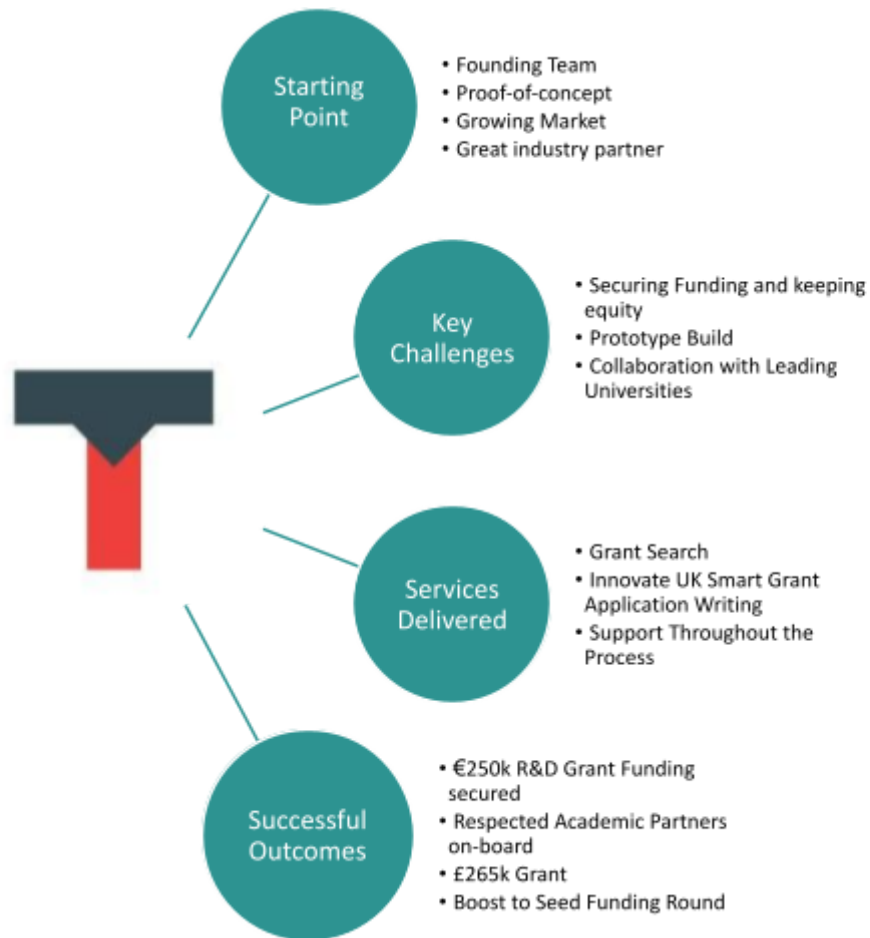 Starting
Point
• Founding Team
• Proof-of-concept
• Growing Market
• Great industry partner
Key
Challenges
• Securing Funding and keeping
equity
• Prototype Build
• Collaboration with Leading
Universities
Services
Delivered
• Grant Search
• Innovate UK Smart Grant
Application Writing
• Support Throughout the
Process
Successful
Outcomes
• €250k R&D Grant Funding
secured
• Respected Academic Partners
on-board
• £265k Grant
• Boost to Seed Funding Round